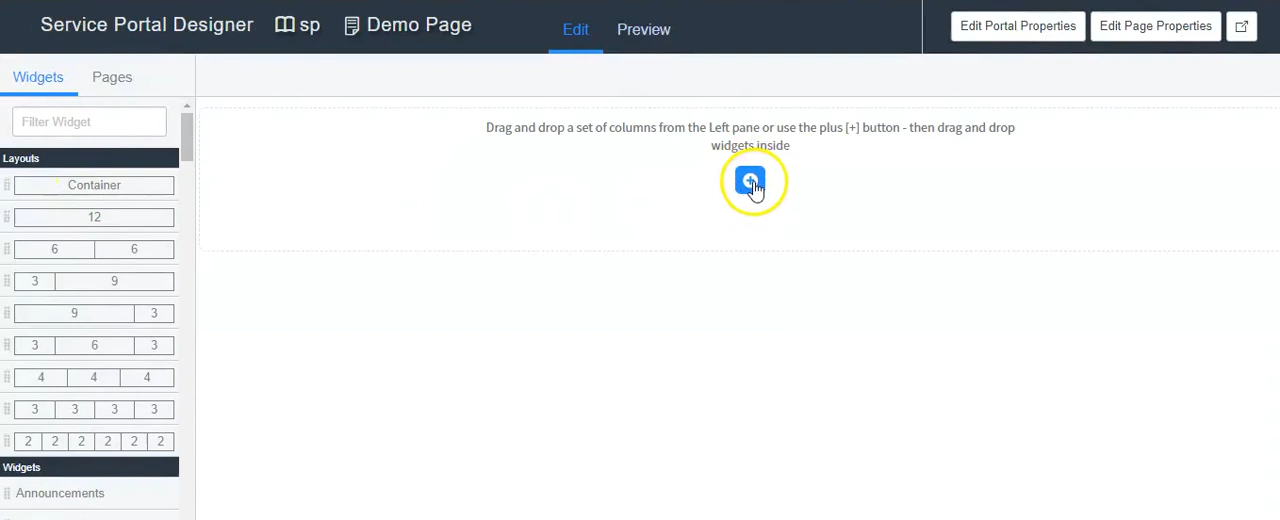 Service Portal Designer sp Demo Page Edit Preview Edit Portal Properties Edit Page Properties
Widgets Pages
Filter Widget
Drag and drop a set of columns from the Left pane or use the plus [+] button - then drag and drop
widgets inside
Layouts
Container
12
6 6
3 9
9 3
3 6 3
4 4 4
3 3 3 3
2 2 2 2 2 2
Widgets
Announcements